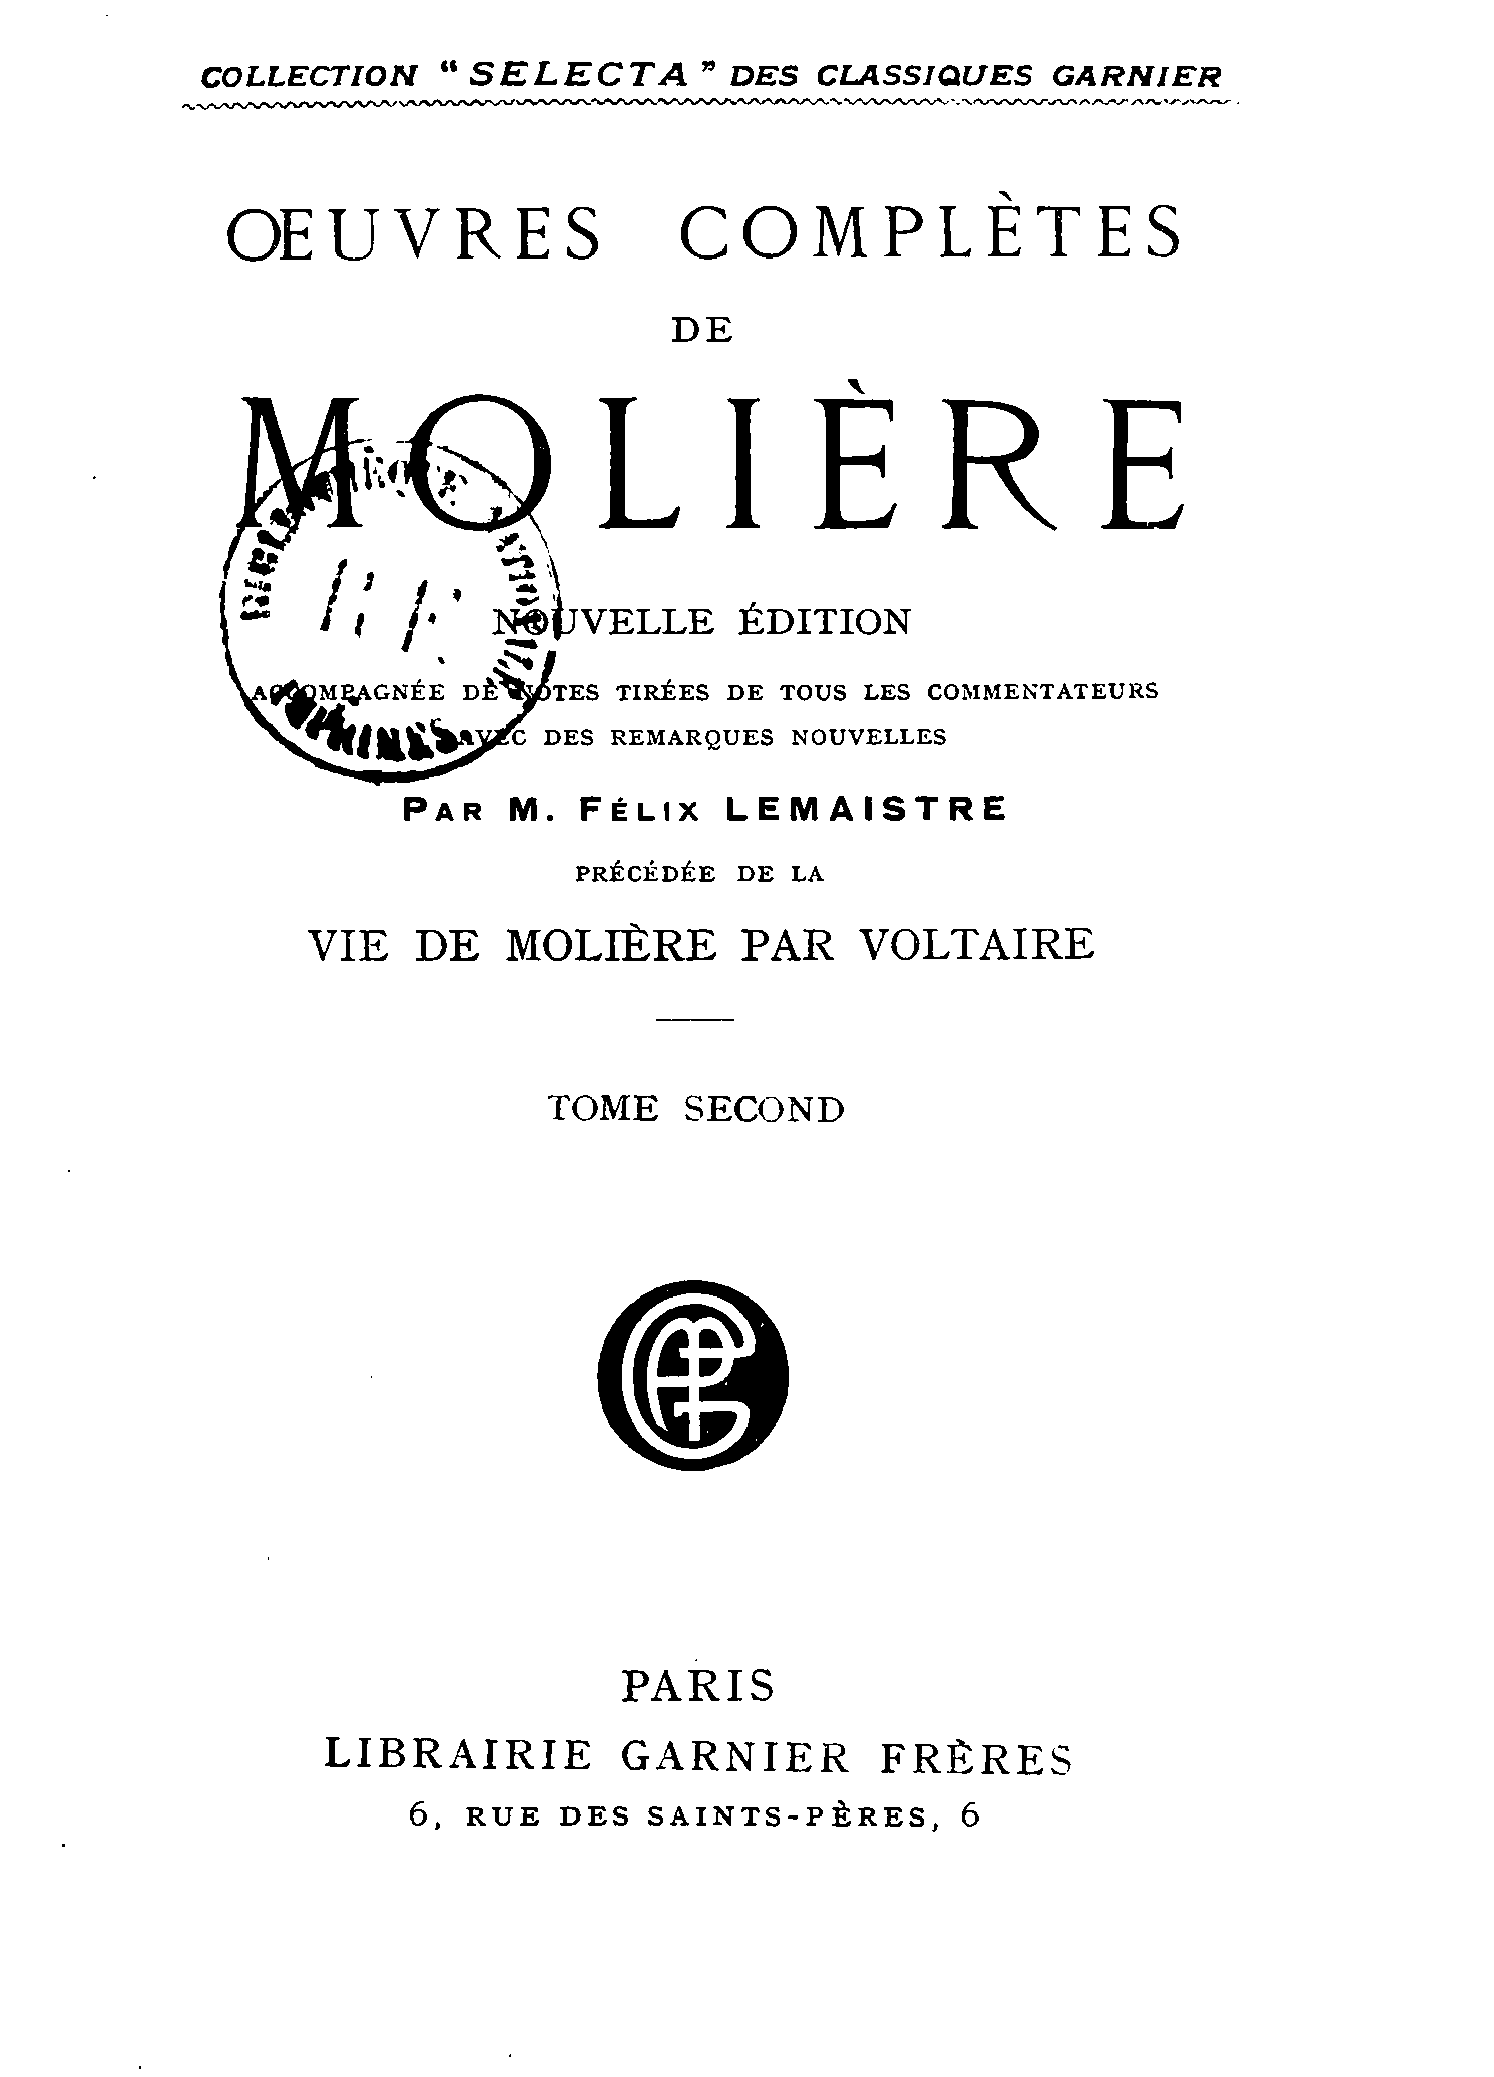 COLLECTION “SELECTA” DES CLASSIQUES GARNIER
ŒUVRES COMPLÈTES
DE
MOLIÈRE
NOUVELLE ÉDITION
ACCOMPAGNÉE DE NOTES TIRÉES DE TOUS LES COMMENTATEURS
AVEC DES REMARQUES NOUVELLES
PAR M. FÉLIX LEMAISTRE
PRÉCÉDÉE DE LA
VIE DE MOLIÈRE PAR VOLTAIRE
TOME SECOND
PARIS
LIBRAIRIE GARNIER FRÈRES
6, RUE DES SAINTS-PÈRES, 6